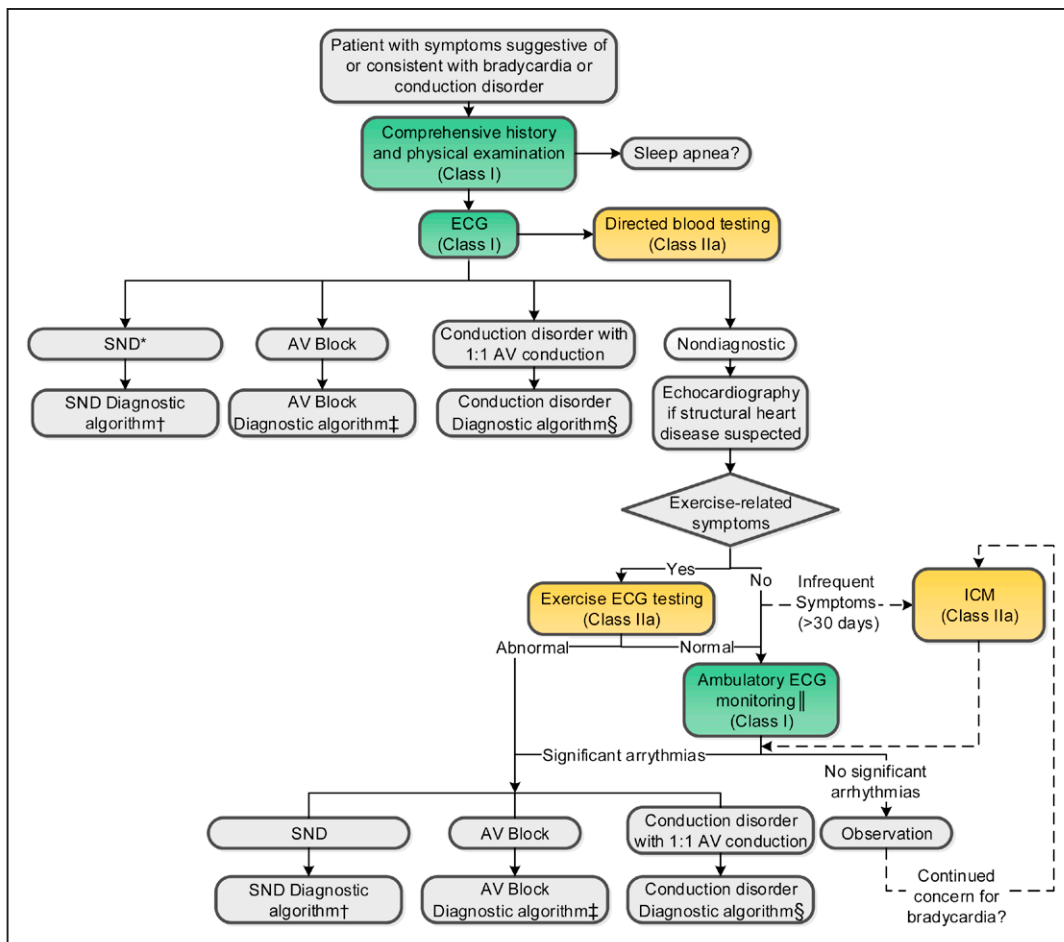 Patient with symptoms suggestive of
or consistent with bradycardia or
conduction disorder
Comprehensive history
and physical examination
(Class I)
Sleep apnea?
ECG
(Class I)
Directed blood testing
(Class IIa)
SND*
AV Block
Conduction disorder with
1:1 AV conduction
Nondiagnostic
SND Diagnostic
algorithm†
AV Block
Diagnostic algorithm‡
Conduction disorder
Diagnostic algorithm§
Echocardiography
if structural heart
disease suspected
Exercise-related
symptoms
Yes
No
Exercise ECG testing
(Class IIa)
Infrequent
Symptoms
(>30 days)
ICM
(Class IIa)
Abnormal
Normal
Ambulatory ECG
monitoring‖
(Class I)
Significant arrythmias
No significant
arrhythmias
SND
AV Block
Conduction disorder
with 1:1 AV conduction
Observation
SND Diagnostic
algorithm†
AV Block
Diagnostic algorithm‡
Conduction disorder
Diagnostic algorithm§
Continued
concern for
bradycardia?